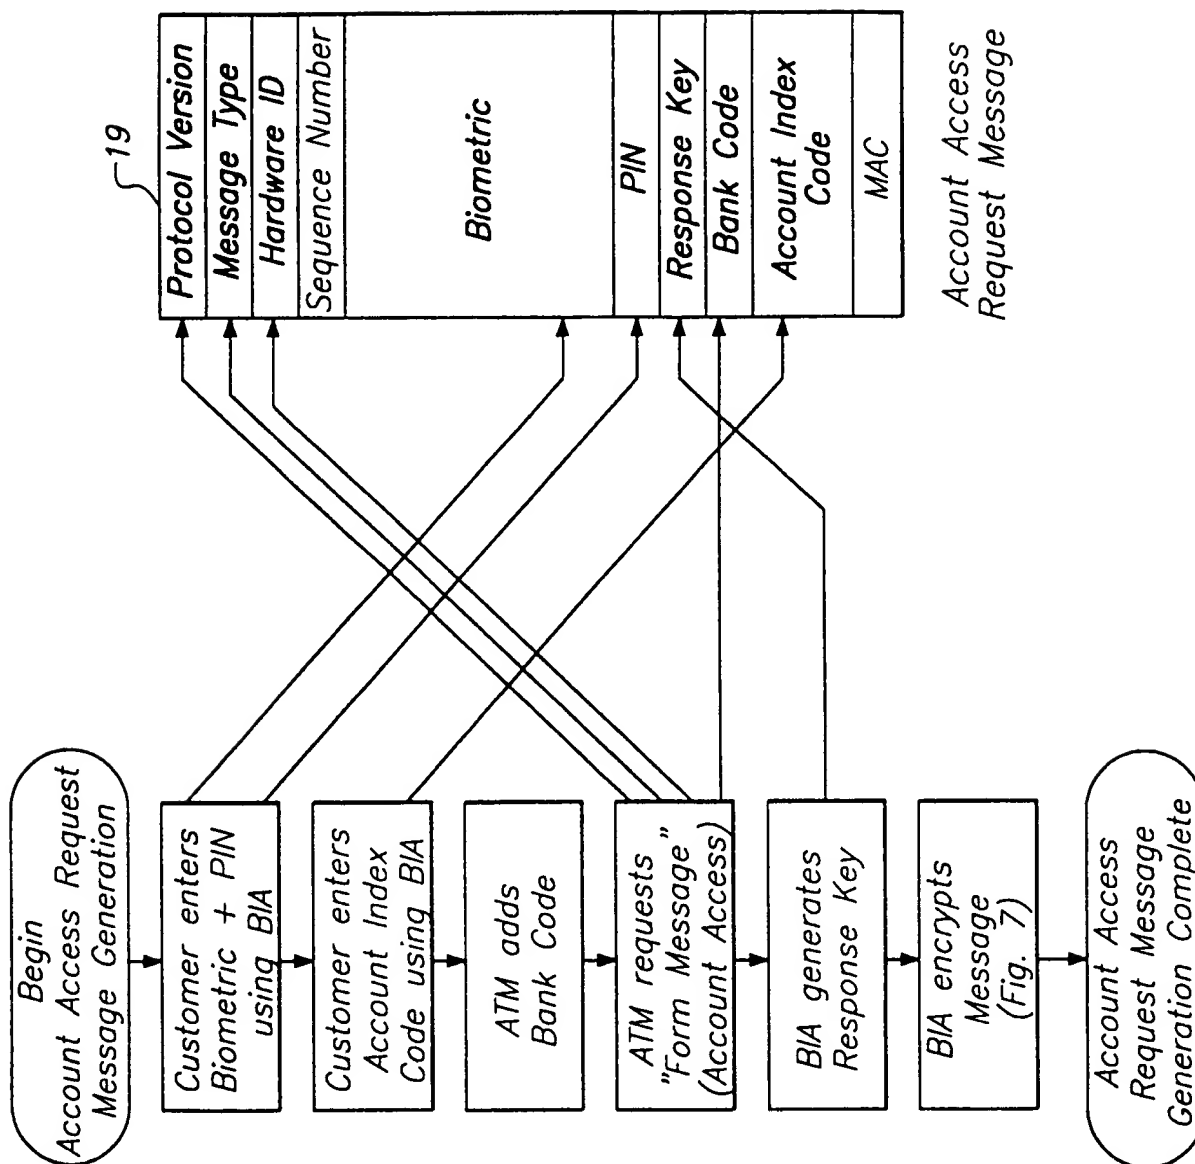 Begin
Account Access Request
Message Generation
Customer enters
Biometric + PIN
using BIA
Customer enters
Account Index
Code using BIA
ATM adds
Bank Code
ATM requests
"Form Message"
(Account Access)
BIA generates
Response Key
BIA encrypts
Message
(Fig. 7)
Account Access
Request Message
Generation Complete
19
Protocol Version
Message Type
Hardware ID
Sequence Number
Biometric
PIN
Response Key
Bank Code
Account Index
Code
MAC
Account Access
Request Message